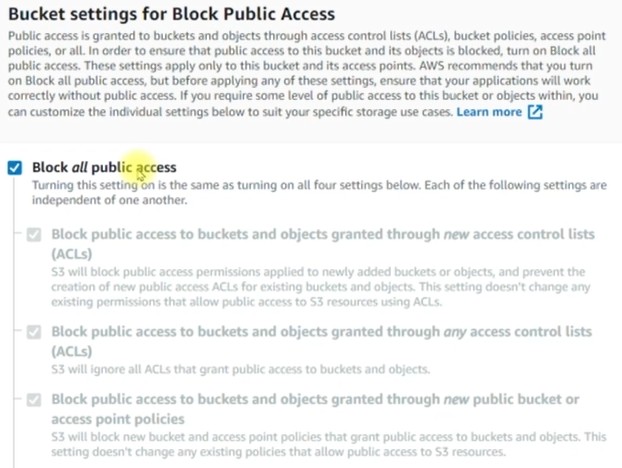 Bucket settings for Block Public Access
Public access is granted to buckets and objects through access control lists (ACLs), bucket policies, access point
policies, or all. In order to ensure that public access to this bucket and its objects is blocked, turn on Block all
public access. These settings apply only to this bucket and its access points. AWS recommends that you turn
on Block all public access, but before applying any of these settings, ensure that your applications will work
correctly without public access. If you require some level of public access to this bucket or objects within, you
can customize the individual settings below to suit your specific storage use cases. Learn more
Block all public access
Turning this setting on is the same as turning on all four settings below. Each of the following settings are
independent of one another.
Block public access to buckets and objects granted through new access control lists
(ACLs)
S3 will block public access permissions applied to newly added buckets or objects, and prevent the
creation of new public access ACLs for existing buckets and objects. This setting doesn't change any
existing permissions that allow public access to S3 resources using ACLs.
Block public access to buckets and objects granted through any access control lists
(ACLs)
S3 will ignore all ACLs that grant public access to buckets and objects.
Block public access to buckets and objects granted through new public bucket or
access point policies
S3 will block new bucket and access point policies that grant public access to buckets and objects. This
setting doesn't change any existing policies that allow public access to S3 resources.